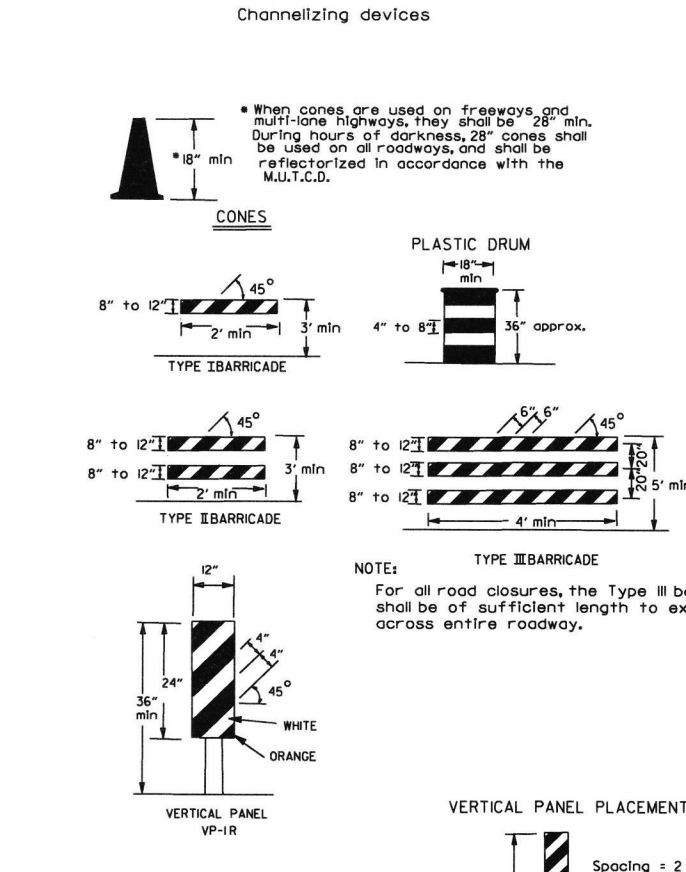 Channelizing devices
* When cones are used on freeways and
multi-lane highways, they shall be 28" min.
During hours of darkness, 28" cones shall
be used on all roadways, and shall be
reflectorized in accordance with the
M.U.T.C.D.
*18" min
CONES
PLASTIC DRUM
18"
min
4" to 8"
36" approx.
45°
8" to 12"
2' min
3' min
TYPE I BARRICADE
45°
8" to 12"
8" to 12"
2' min
3' min
TYPE II BARRICADE
6" 6"
45°
8" to 12"
8" to 12"
8" to 12"
20" 20"
5' min
4' min
TYPE III BARRICADE
NOTE:
For all road closures, the Type III
shall be of sufficient length to
across entire roadway.
12"
4"
4"
24"
45°
36"
min
WHITE
ORANGE
VERTICAL PANEL
VP-1R
VERTICAL PANEL PLACEMENT
Spacing = 2